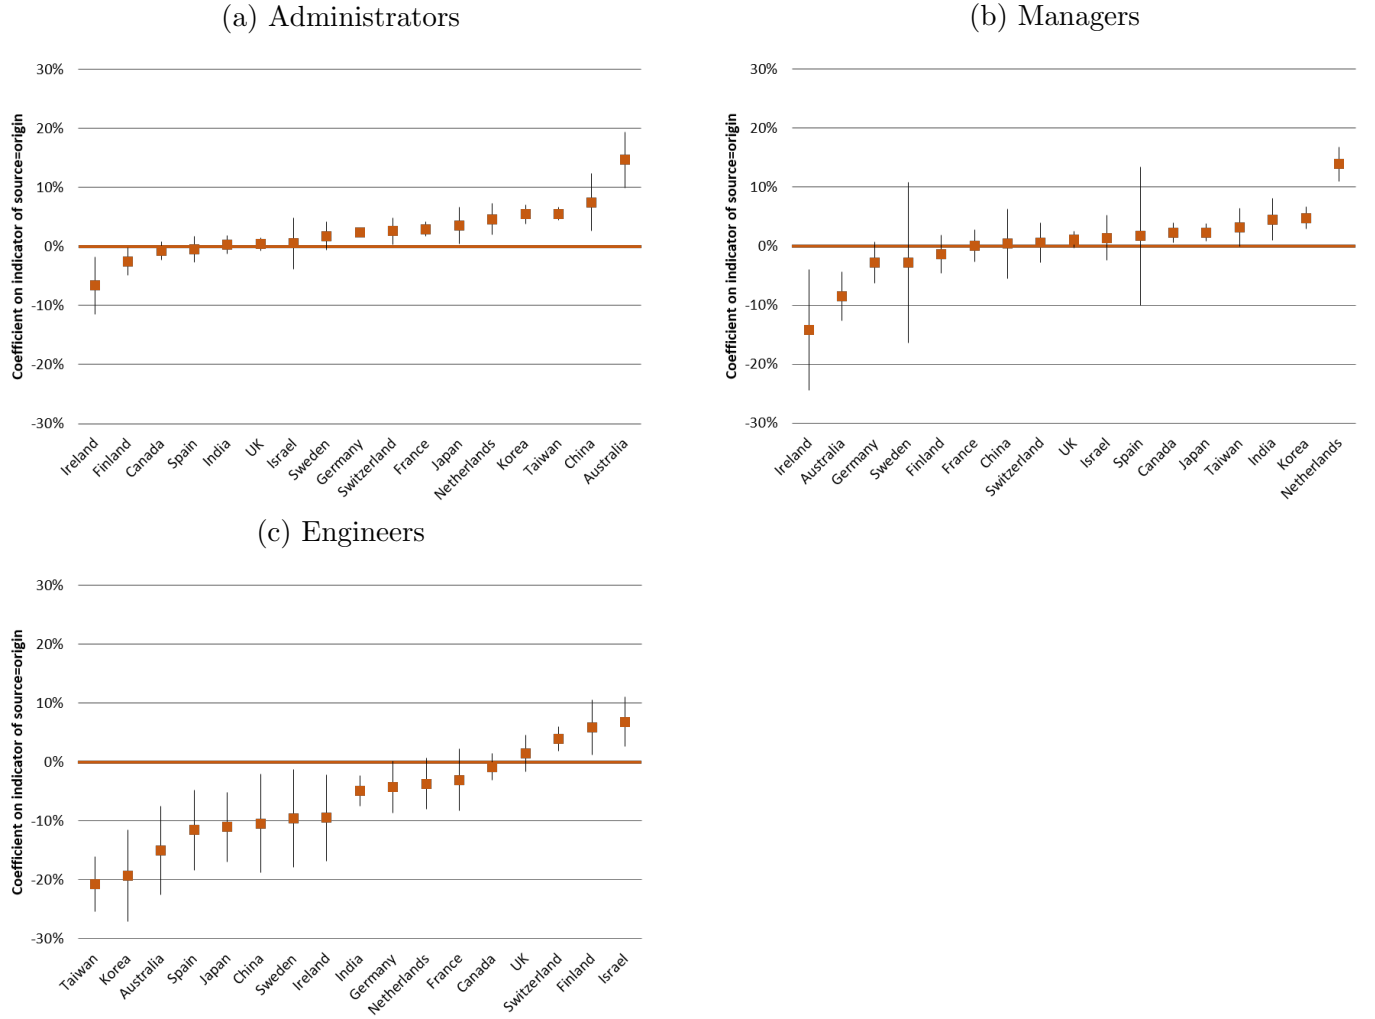 (a) Administrators
Coefficient on indicator of source=origin
30%
20%
10%
0%
-10%
-20%
-30%
Ireland
Finland
Canada
Spain
India
UK
Israel
Sweden
Germany
Switzerland
France
Japan
Netherlands
Korea
Taiwan
China
Australia
(b) Managers
Coefficient on indicator of source=origin
30%
20%
10%
0%
-10%
-20%
-30%
Ireland
Australia
Germany
Sweden
Finland
France
China
Switzerland
UK
Israel
Spain
Canada
Japan
Taiwan
India
Korea
Netherlands
(c) Engineers
Coefficient on indicator of source=origin
30%
20%
10%
0%
-10%
-20%
-30%
Taiwan
Korea
Australia
Spain
Japan
China
Sweden
Ireland
India
Germany
Netherlands
France
Canada
UK
Switzerland
Finland
Israel